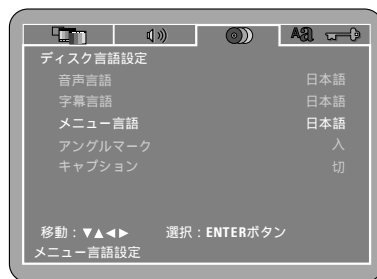 Aあ
ディスク言語設定
音声言語 日本語
字幕言語 日本語
メニュー言語 日本語
アングルマーク 入
キャプション 切
移動:▼▲◀▶ 選択:ENTERボタン
メニュー言語設定